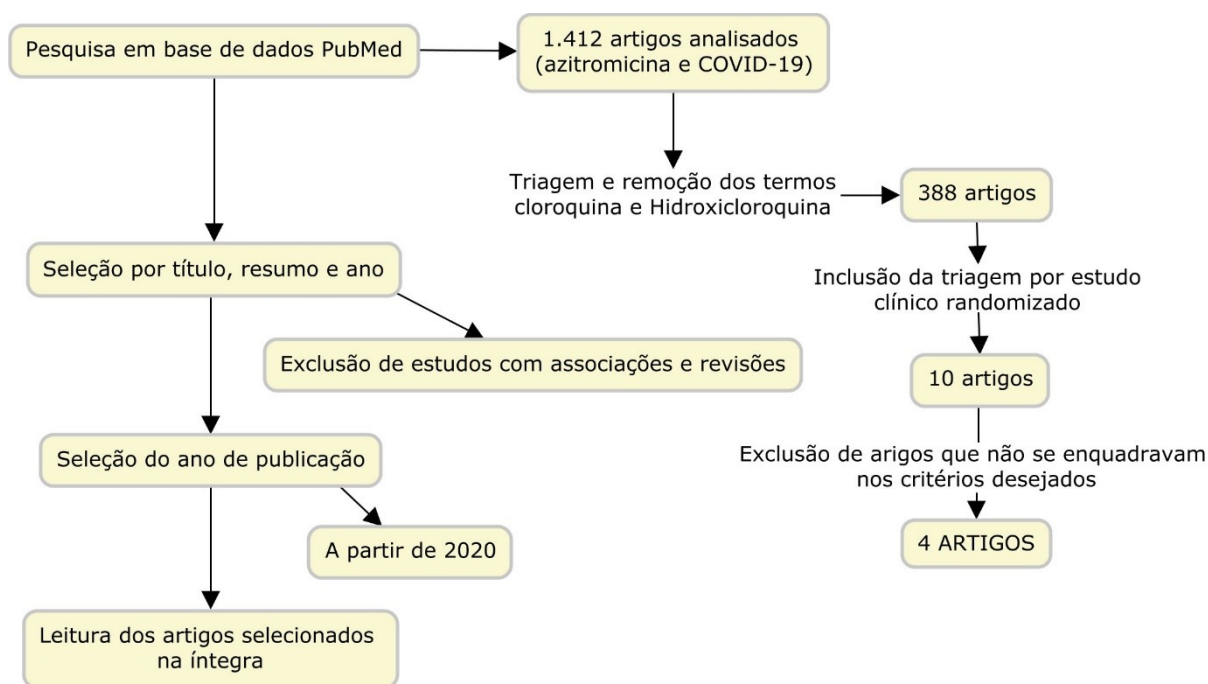 Pesquisa em base de dados PubMed
1.412 artigos analisados
(azitromicina e COVID-19)
Triagem e remoção dos termos
cloroquina e Hidroxicloroquina
388 artigos
Seleção por título, resumo e ano
Inclusão da triagem por estudo
clínico randomizado
Exclusão de estudos com associações e revisões
10 artigos
Seleção do ano de publicação
Exclusão de arigos que não se enquadravam
nos critérios desejados
A partir de 2020
4 ARTIGOS
Leitura dos artigos selecionados
na íntegra